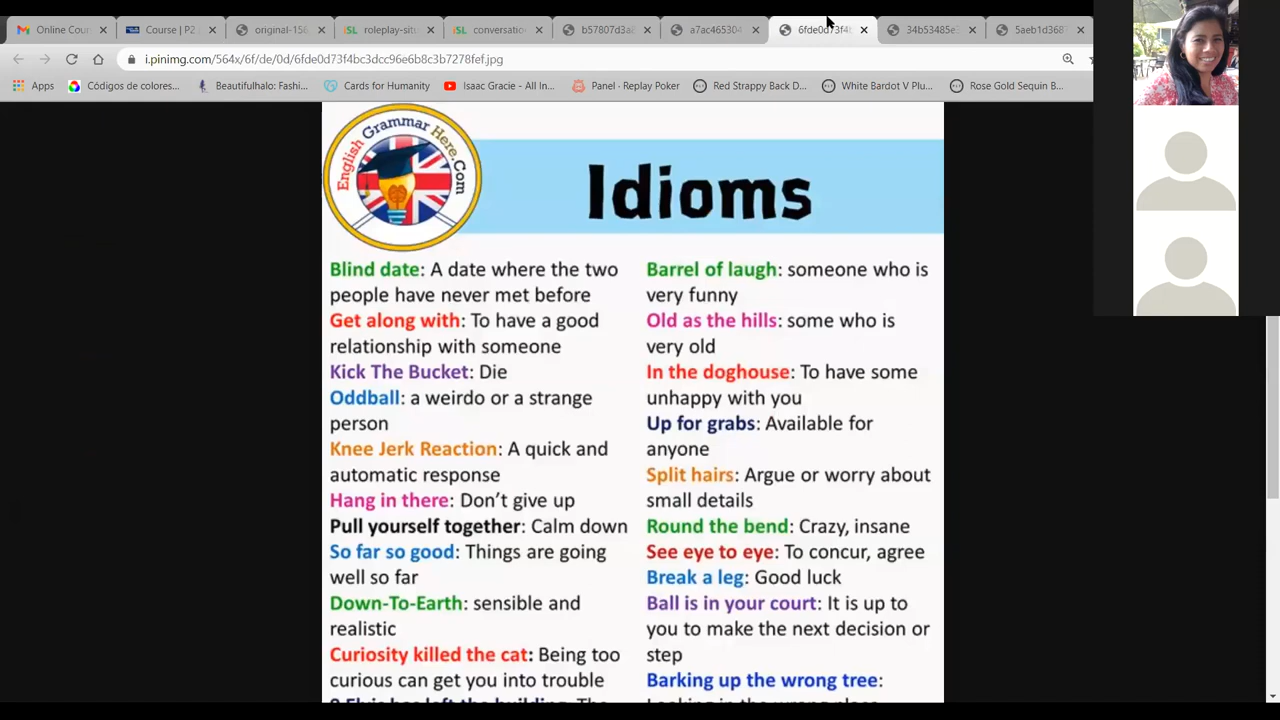 Online Cour
Course | P2
original-158
ISL roleplay-situ
ISL conversatio
b57807d3a8
a7ac465304
6fde0d73f4b
34b53485e
5aeb1d3687
i.pinimg.com/564x/6f/de/0d/6fde0d73f4bc3dcc96e6b8c3b7278fef.jpg
Apps
Códigos de colores...
Beautifulhalo: Fashi...
Cards for Humanity
Isaac Gracie - All In...
Panel · Replay Poker
Red Strappy Back D...
White Bardot V Plu...
Rose Gold Sequin B...
English Grammar Here.Com
Idioms
Blind date: A date where the two
people have never met before
Get along with: To have a good
relationship with someone
Kick The Bucket: Die
Oddball: a weirdo or a strange
person
Knee Jerk Reaction: A quick and
automatic response
Hang in there: Don't give up
Pull yourself together: Calm down
So far so good: Things are going
well so far
Down-To-Earth: sensible and
realistic
Curiosity killed the cat: Being too
curious can get you into trouble
Barrel of laugh: someone who is
very funny
Old as the hills: some who is
very old
In the doghouse: To have some
unhappy with you
Up for grabs: Available for
anyone
Split hairs: Argue or worry about
small details
Round the bend: Crazy, insane
See eye to eye: To concur, agree
Break a leg: Good luck
Ball is in your court: It is up to
you to make the next decision or
step
Barking up the wrong tree: